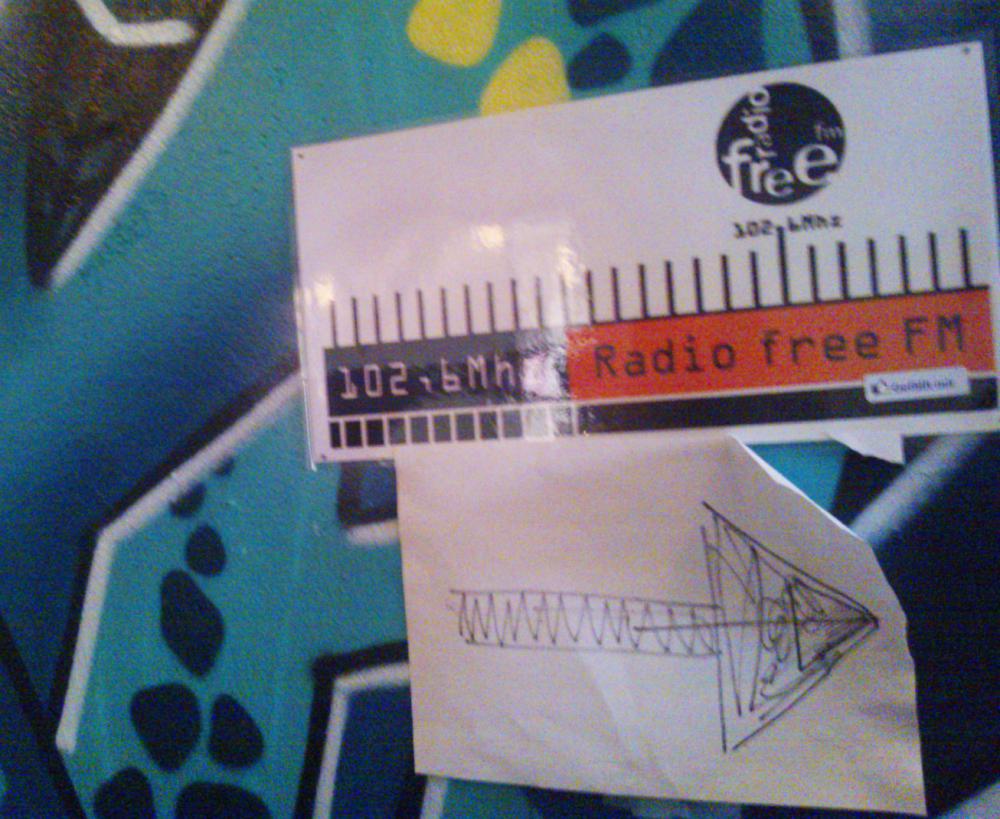 radio
free
fm
102.6Mhz
102,6Mhz
Radio free FM